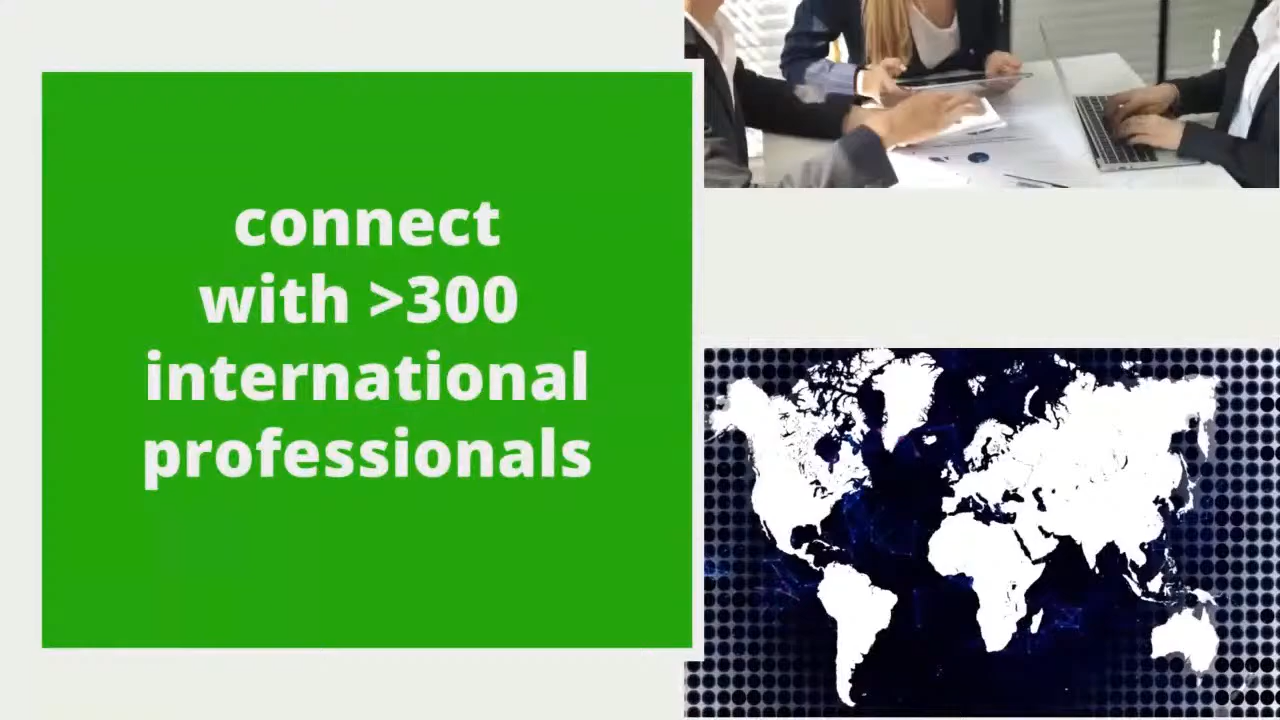 connect
with >300
international
professionals